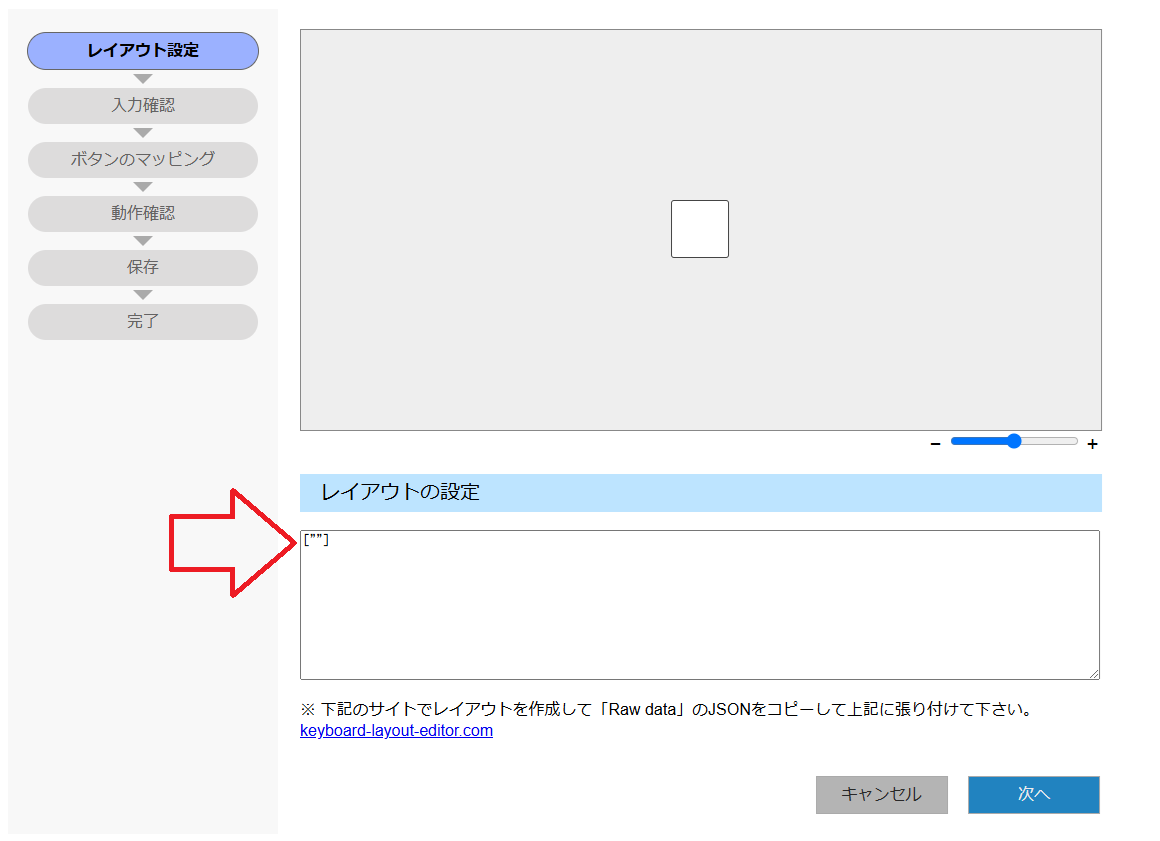 レイアウト設定
入力確認
ボタンのマッピング
動作確認
保存
完了
− +
レイアウトの設定
[""]
※ 下記のサイトでレイアウトを作成して「Raw data」のJSONをコピーして上記に張り付けて下さい。
keyboard-layout-editor.com
キャンセル 次へ